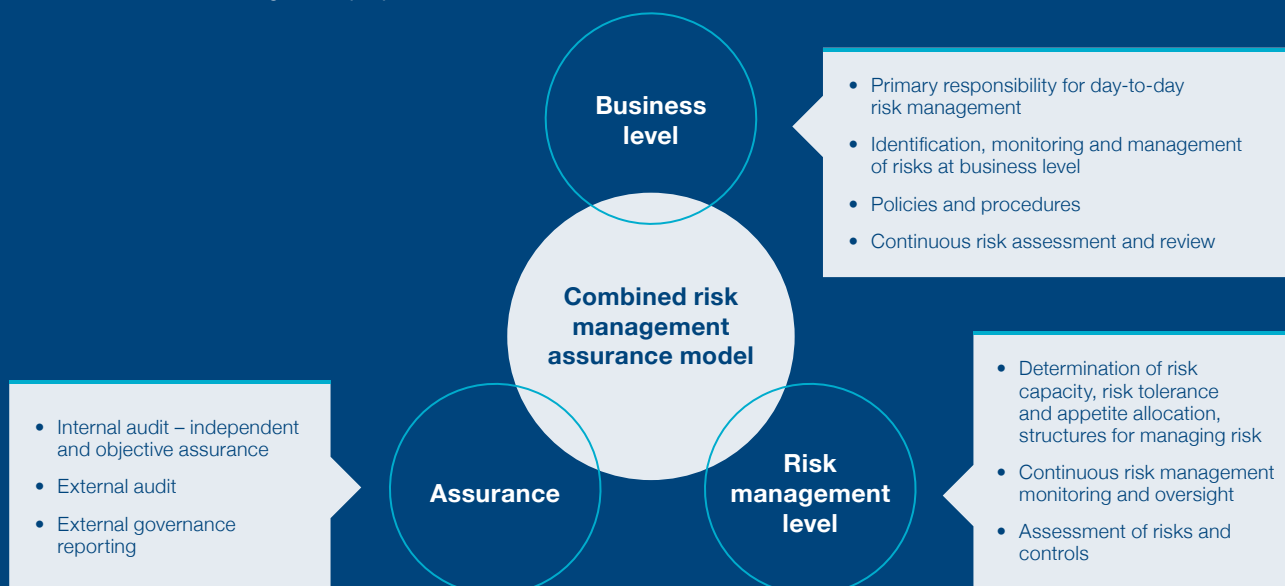 Business
level
• Primary responsibility for day-to-day
risk management
• Identification, monitoring and management
of risks at business level
• Policies and procedures
• Continuous risk assessment and review
Combined risk
management
assurance model
• Determination of risk
capacity, risk tolerance
and appetite allocation,
structures for managing risk
• Continuous risk management
monitoring and oversight
• Assessment of risks and
controls
Risk
management
level
• Internal audit – independent
and objective assurance
• External audit
• External governance
reporting
Assurance